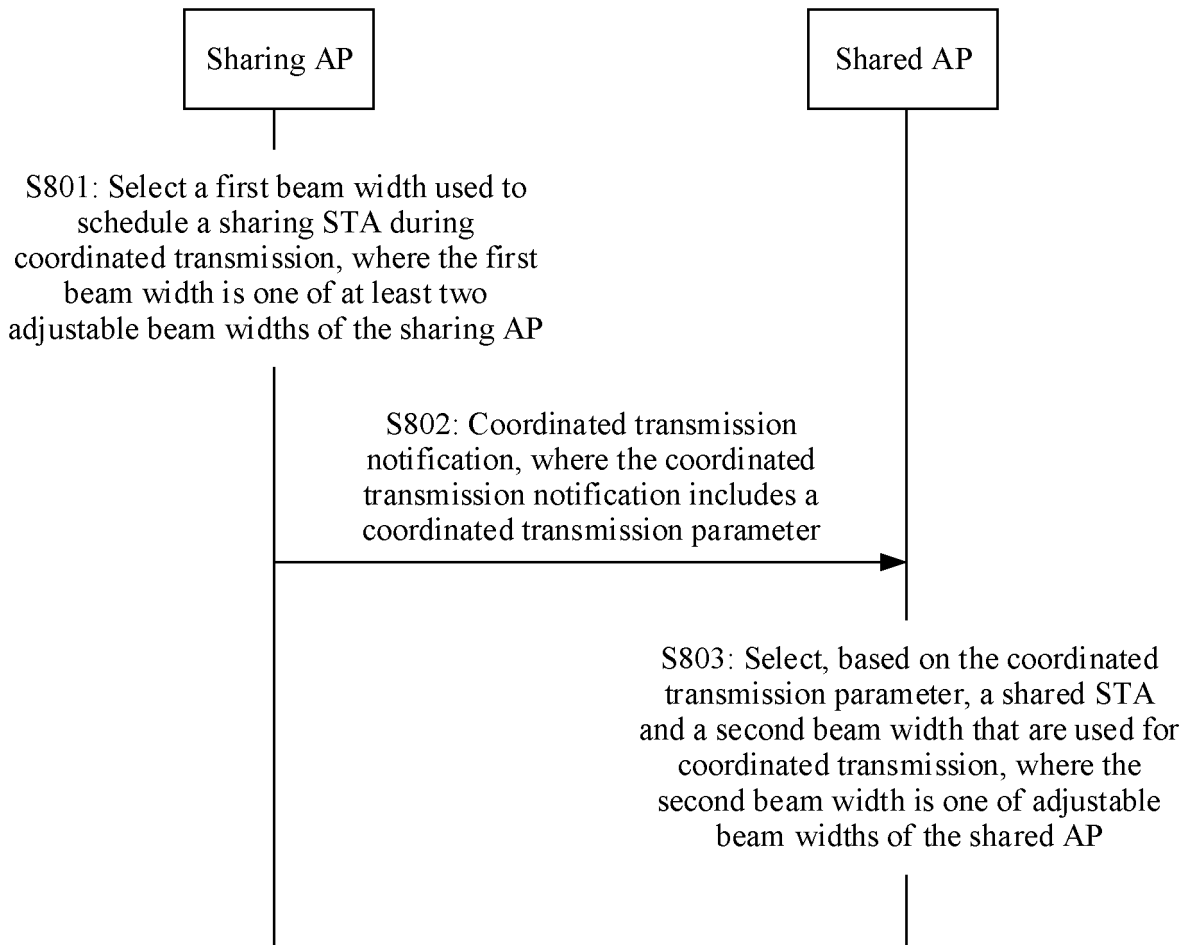 Sharing AP
Shared AP
S801: Select a first beam width used to
schedule a sharing STA during
coordinated transmission, where the first
beam width is one of at least two
adjustable beam widths of the sharing AP
S802: Coordinated transmission
notification, where the coordinated
transmission notification includes a
coordinated transmission parameter
S803: Select, based on the coordinated
transmission parameter, a shared STA
and a second beam width that are used for
coordinated transmission, where the
second beam width is one of adjustable
beam widths of the shared AP